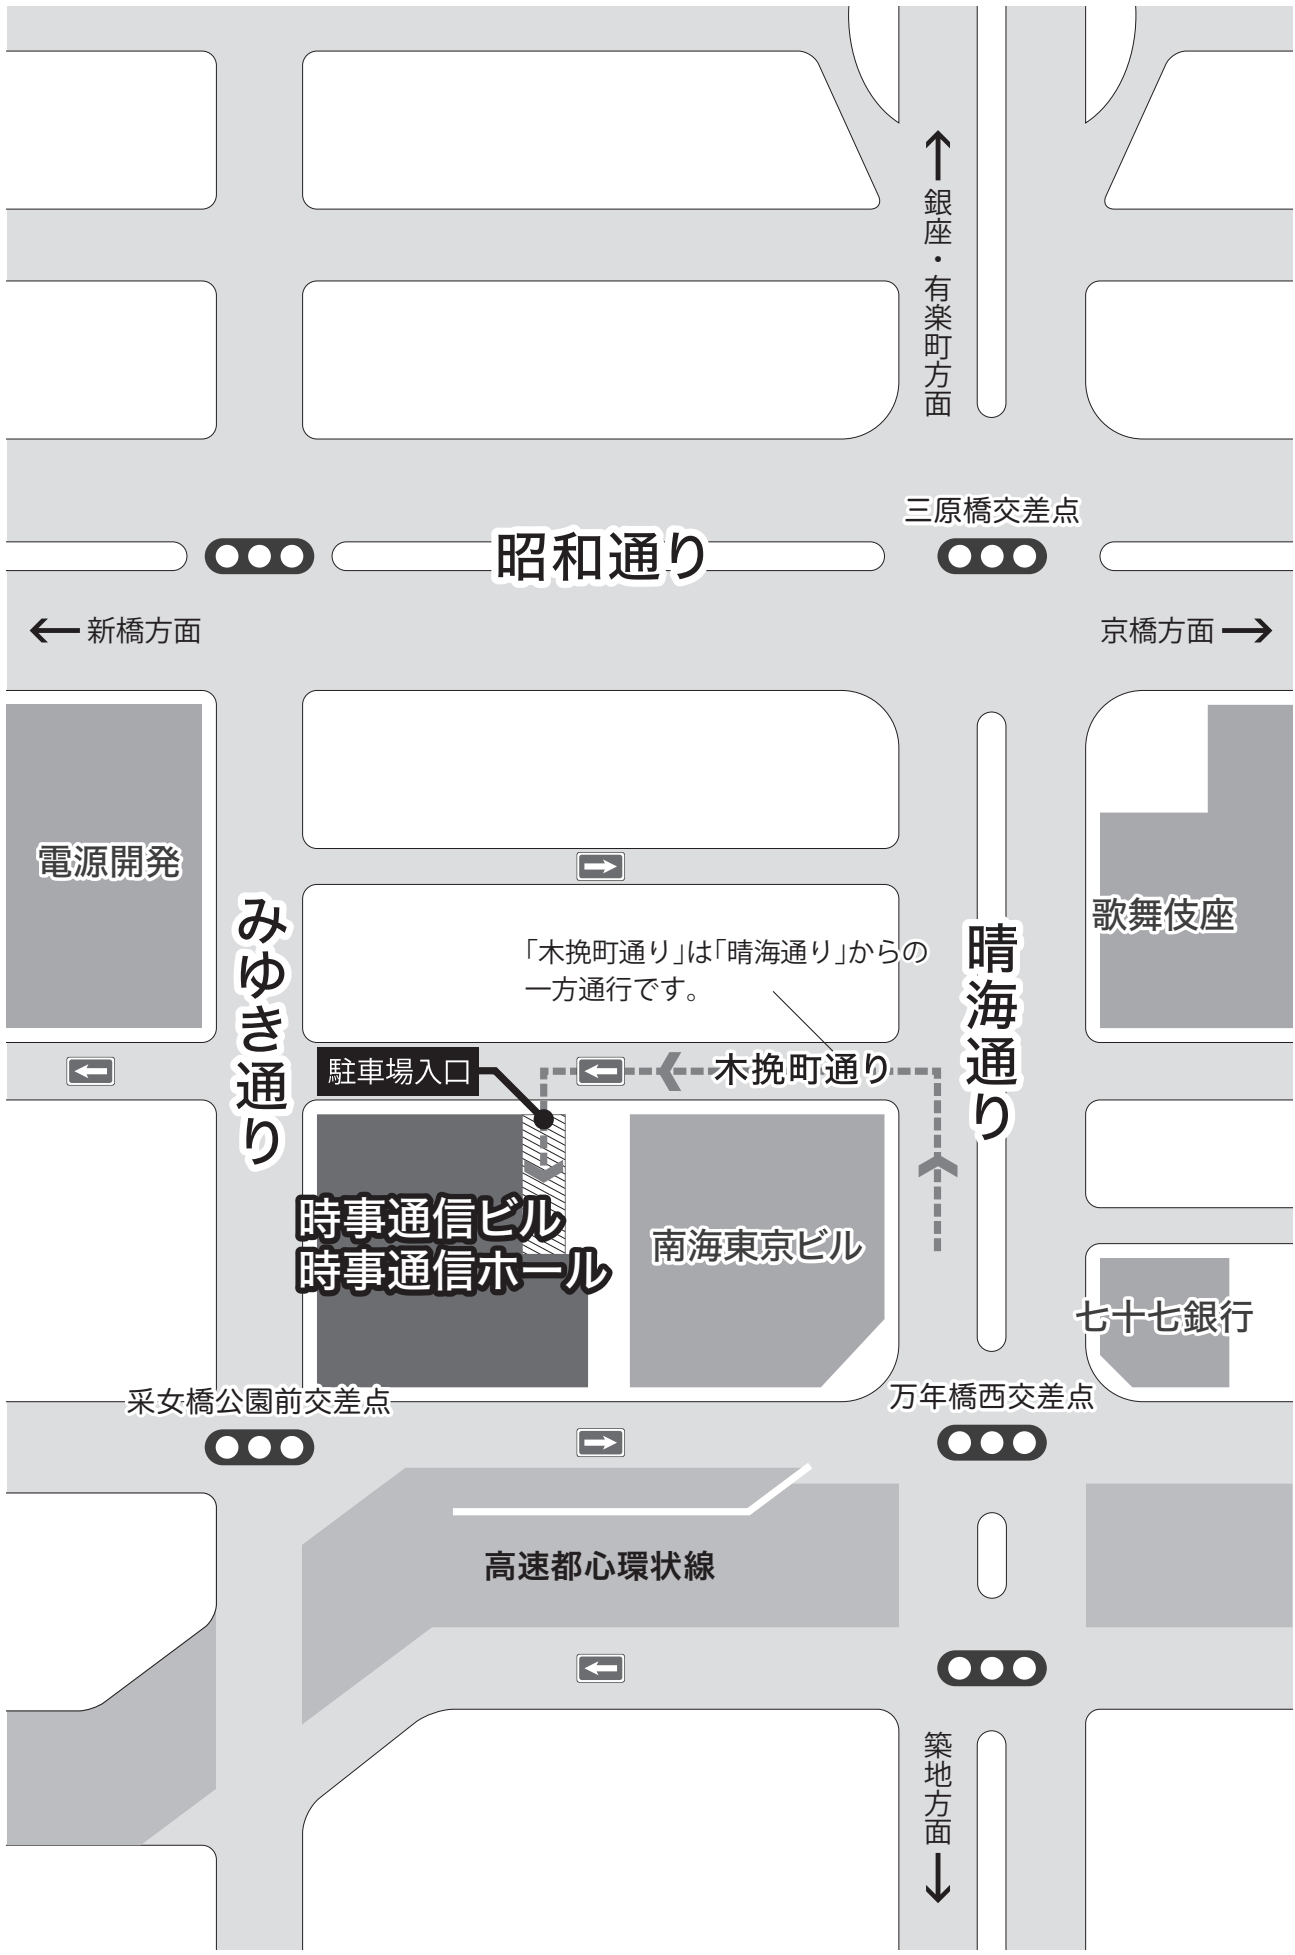 銀座・有楽町方面
三原橋交差点
昭和通り
新橋方面
京橋方面
電源開発
歌舞伎座
みゆき通り
「木挽町通り」は「晴海通り」からの
一方通行です。
晴海通り
駐車場入口
木挽町通り
時事通信ビル
時事通信ホール
南海東京ビル
七十七銀行
采女橋公園前交差点
万年橋西交差点
高速都心環状線
築地方面